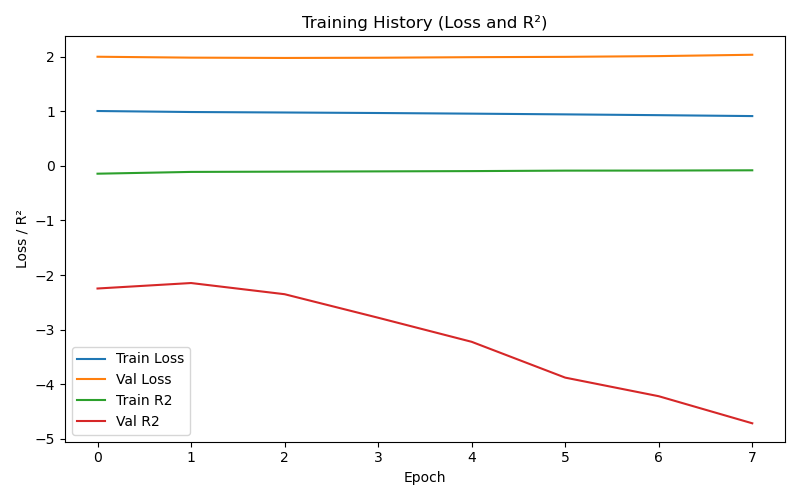 Training History (Loss and R²)
Loss / R²
2
1
0
−1
−2
−3
−4
−5
Train Loss
Val Loss
Train R2
Val R2
0 1 2 3 4 5 6 7
Epoch